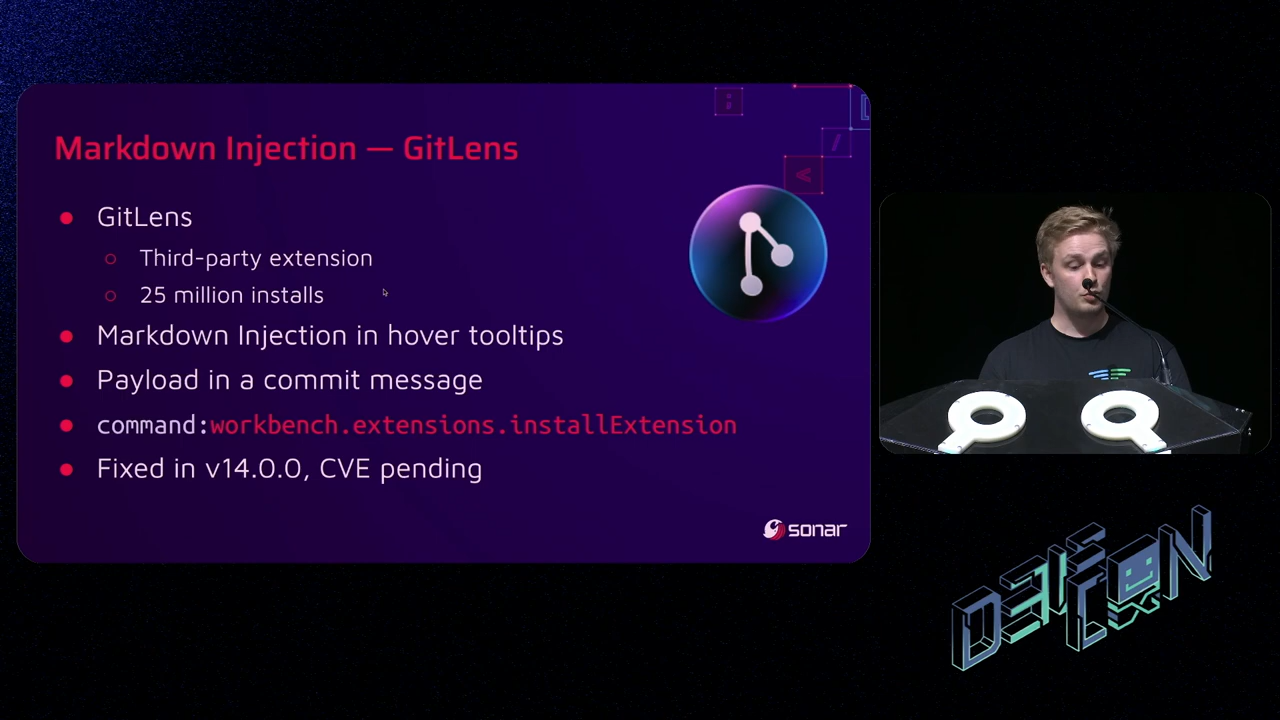 Markdown Injection — GitLens
GitLens
Third-party extension
25 million installs
Markdown Injection in hover tooltips
Payload in a commit message
command:workbench.extensions.installExtension
Fixed in v14.0.0, CVE pending
sonar
DEF CON